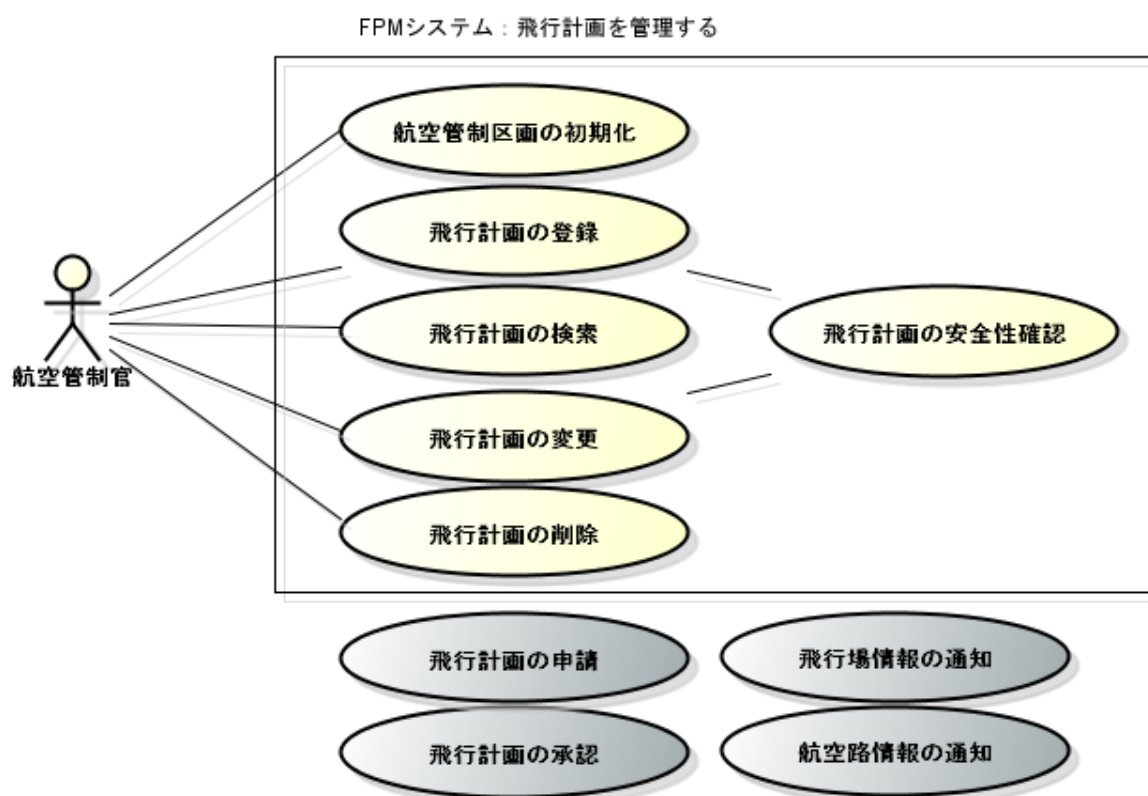 FPMシステム：飛行計画を管理する
航空管制区画の初期化
飛行計画の登録
飛行計画の検索
飛行計画の安全性確認
航空管制官
飛行計画の変更
飛行計画の削除
飛行計画の申請
飛行場情報の通知
飛行計画の承認
航空路情報の通知